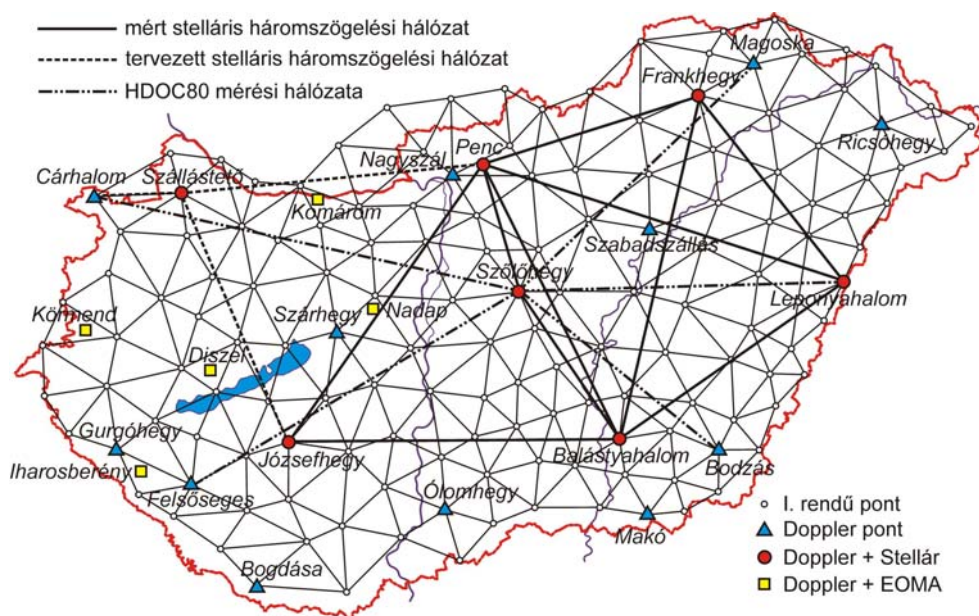 mért stelláris háromszögelési hálózat
tervezett stelláris háromszögelési hálózat
HDOC80 mérési hálózata
Magoska
Frankhegy
Ricsóhegy
Penc
Nagyszál
Cárhalom
Szállástető
Komárom
Szabadszállás
Szőlőhegy
Leponyahalom
Körmend
Szárhegy
Nadap
Diszel
Gurgóhegy
Iharosberény
Felsőseges
Józsefhegy
Balástyahalom
Bodzás
Ólomhegy
Makó
Bogdása
I. rendű pont
Doppler pont
Doppler + Stellár
Doppler + EOMA